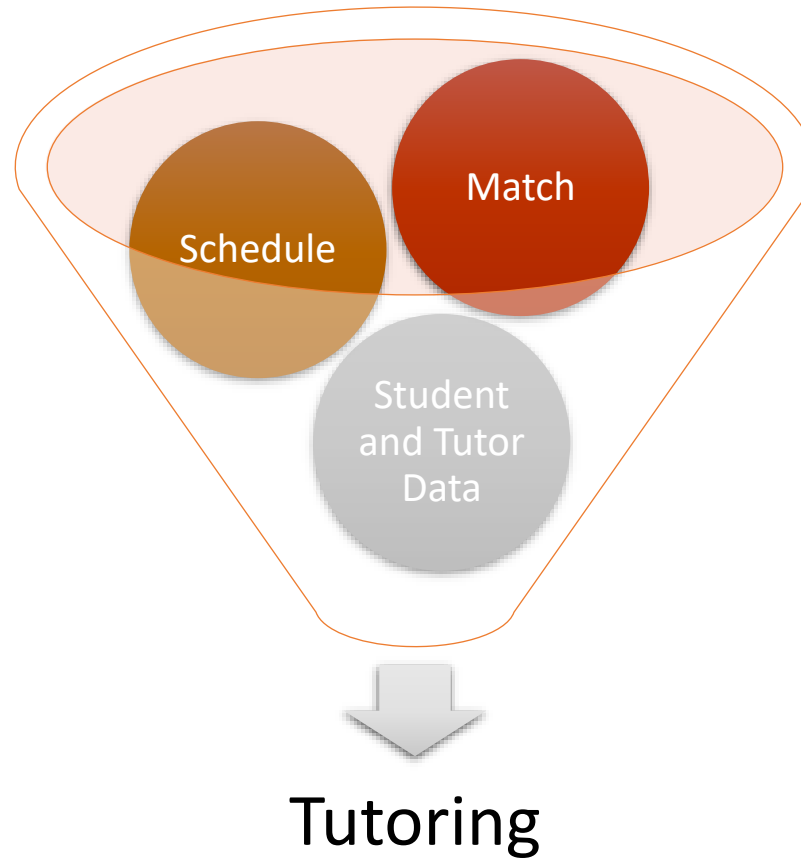 Match
Schedule
Student
and Tutor
Data
Tutoring